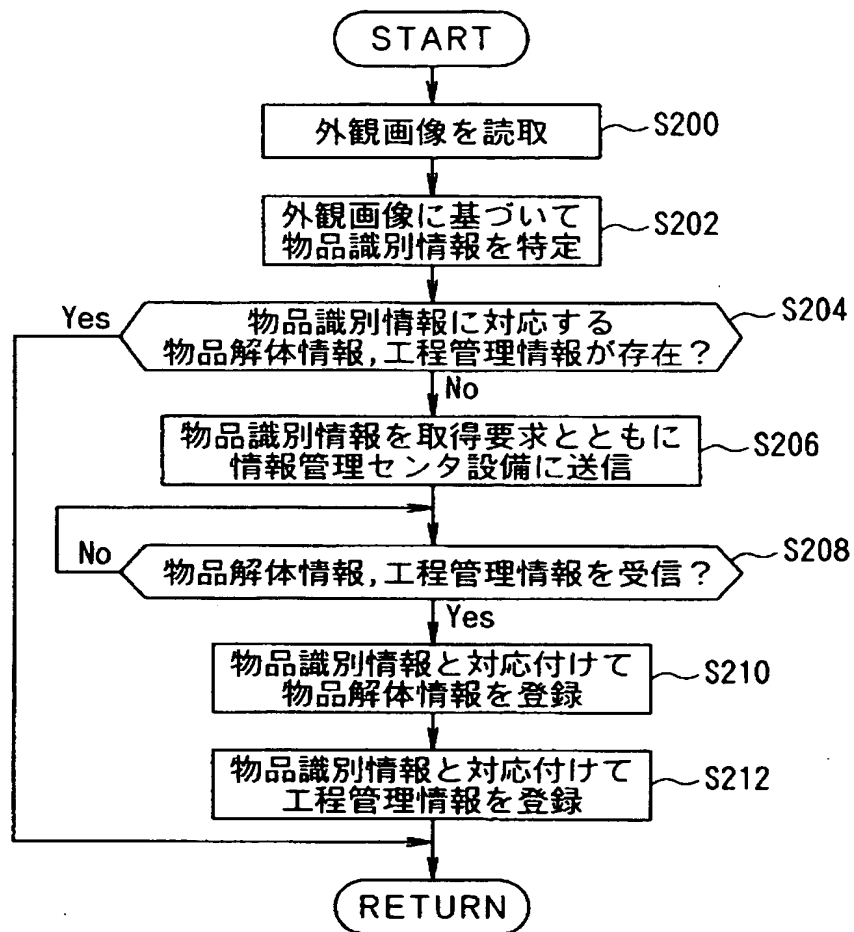 START
外観画像を読取
S200
外観画像に基づいて
物品識別情報を特定
S202
物品識別情報に対応する
物品解体情報,工程管理情報が存在?
S204
Yes
No
物品識別情報を取得要求とともに
情報管理センタ設備に送信
S206
No
物品解体情報,工程管理情報を受信?
S208
Yes
物品識別情報と対応付けて
物品解体情報を登録
S210
物品識別情報と対応付けて
工程管理情報を登録
S212
RETURN